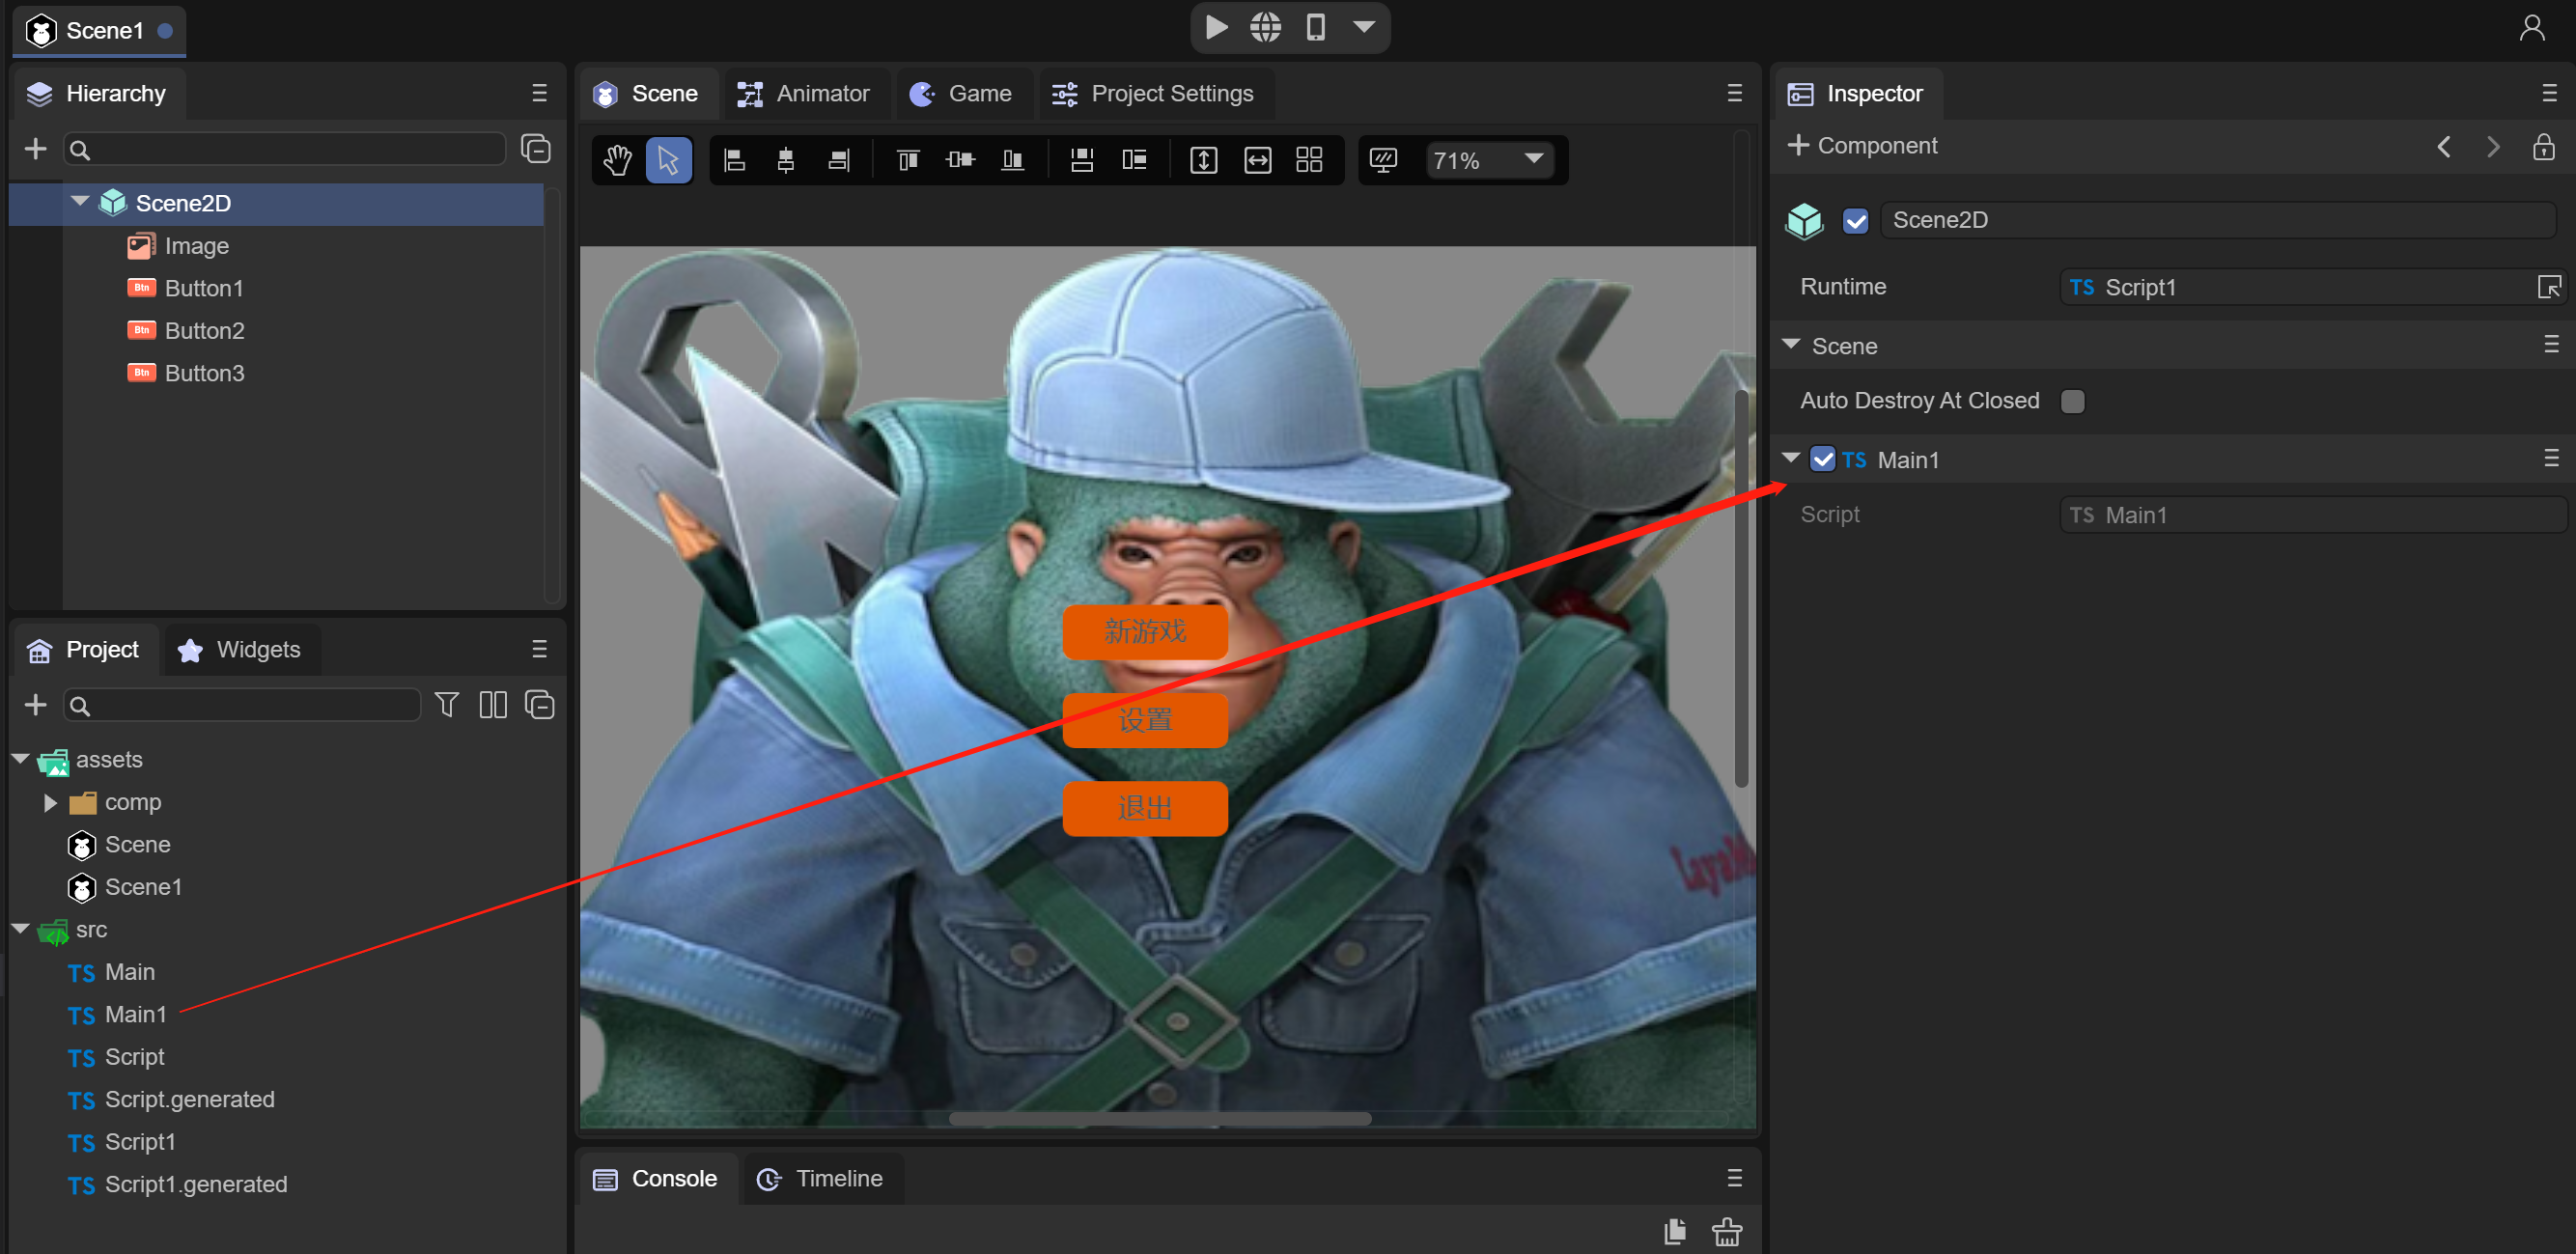 Scene1
Hierarchy
Scene2D
Image
Btn Button1
Btn Button2
Btn Button3
Project
Widgets
assets
comp
Scene
Scene1
src
TS Main
TS Main1
TS Script
TS Script.generated
TS Script1
TS Script1.generated
Scene
Animator
Game
Project Settings
71%
新游戏
设置
退出
Console
Timeline
Inspector
Component
Scene2D
Runtime
TS Script1
Scene
Auto Destroy At Closed
TS Main1
Script
TS Main1